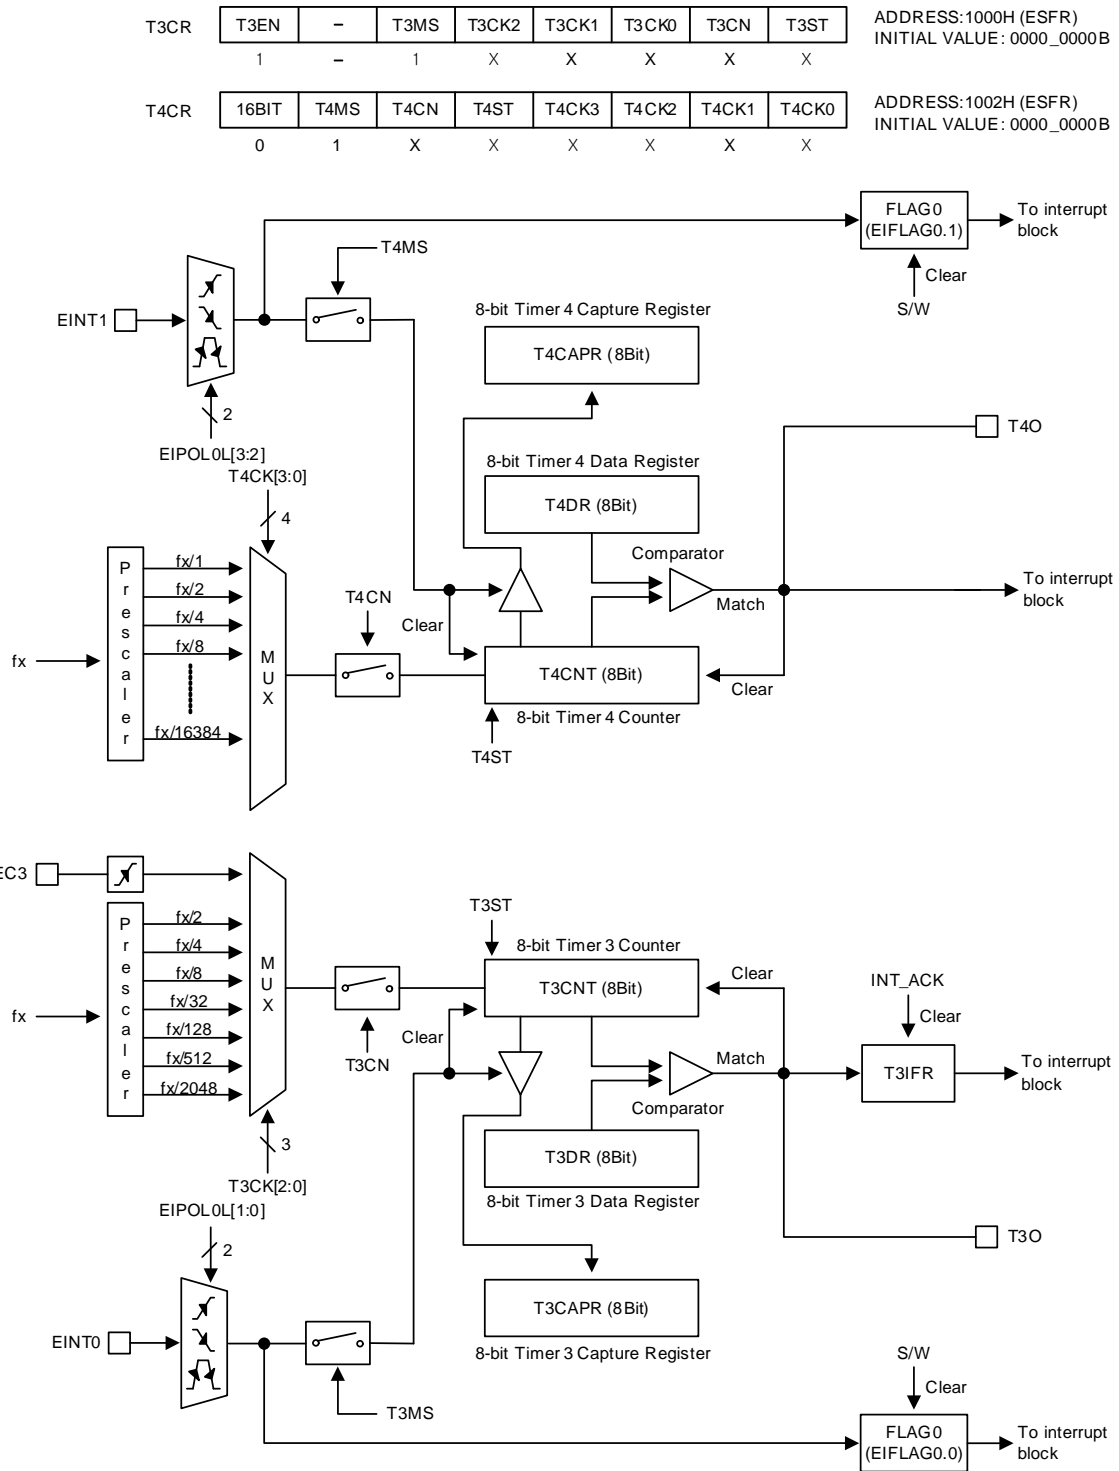 T3CR T3EN – T3MS T3CK2 T3CK1 T3CK0 T3CN T3ST ADDRESS:1000H (ESFR)
INITIAL VALUE: 0000_0000B
1 – 1 X X X X X
T4CR 16BIT T4MS T4CN T4ST T4CK3 T4CK2 T4CK1 T4CK0 ADDRESS:1002H (ESFR)
INITIAL VALUE: 0000_0000B
0 1 X X X X X X
FLAG0
(EIFLAG0.1)
To interrupt
block
Clear
S/W
T4MS
EINT1
2
EIPOL0L[3:2]
8-bit Timer 4 Capture Register
T4CAPR (8Bit)
T4O
8-bit Timer 4 Data Register
T4DR (8Bit)
T4CK[3:0]
4
Comparator
Match
To interrupt
block
fx
Prescaler
fx/1
fx/2
fx/4
fx/8
fx/16384
MUX
T4CN
Clear
T4CNT (8Bit)
Clear
8-bit Timer 4 Counter
T4ST
EC3
fx
Prescaler
fx/2
fx/4
fx/8
fx/32
fx/128
fx/512
fx/2048
MUX
3
T3CK[2:0]
T3CN
T3ST
8-bit Timer 3 Counter
T3CNT (8Bit)
Clear
Clear
INT_ACK
Clear
Match
T3IFR
To interrupt
block
Comparator
T3DR (8Bit)
8-bit Timer 3 Data Register
T3O
EIPOL0L[1:0]
2
EINT0
T3CAPR (8Bit)
8-bit Timer 3 Capture Register
T3MS
S/W
Clear
FLAG0
(EIFLAG0.0)
To interrupt
block